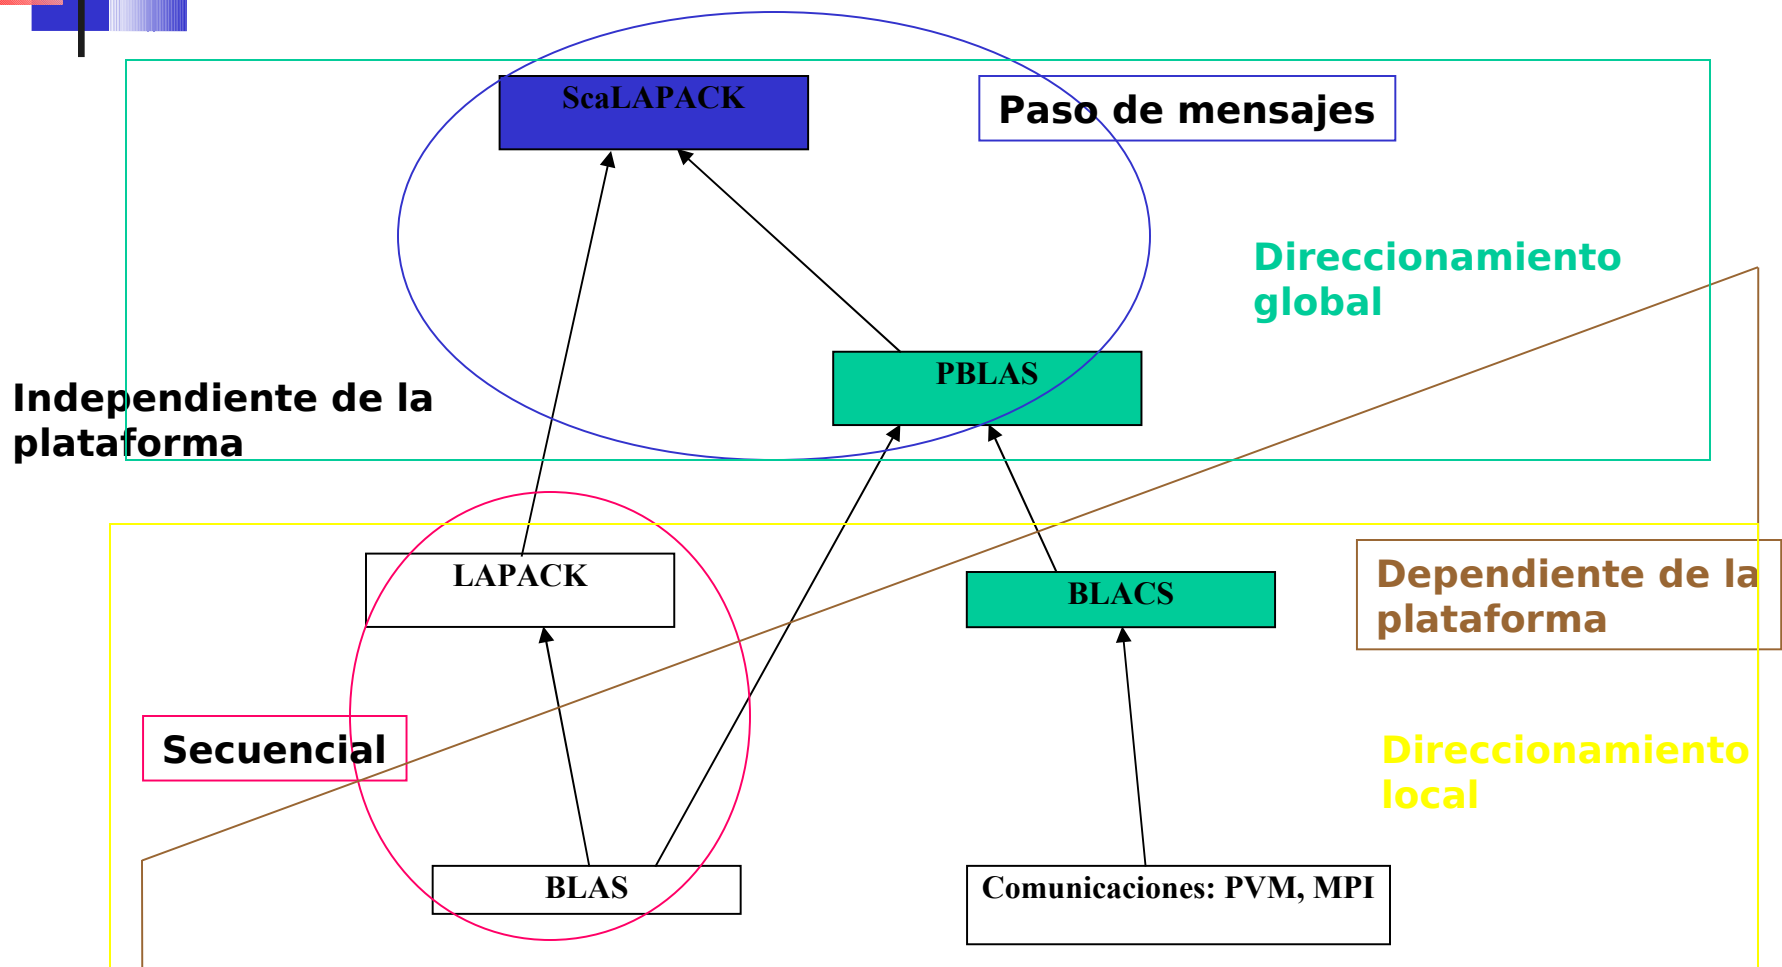 ScaLAPACK
Paso de mensajes
Direccionamiento
global
PBLAS
Independiente de la
plataforma
LAPACK
BLACS
Dependiente de la
plataforma
Secuencial
Direccionamiento
local
BLAS
Comunicaciones: PVM, MPI